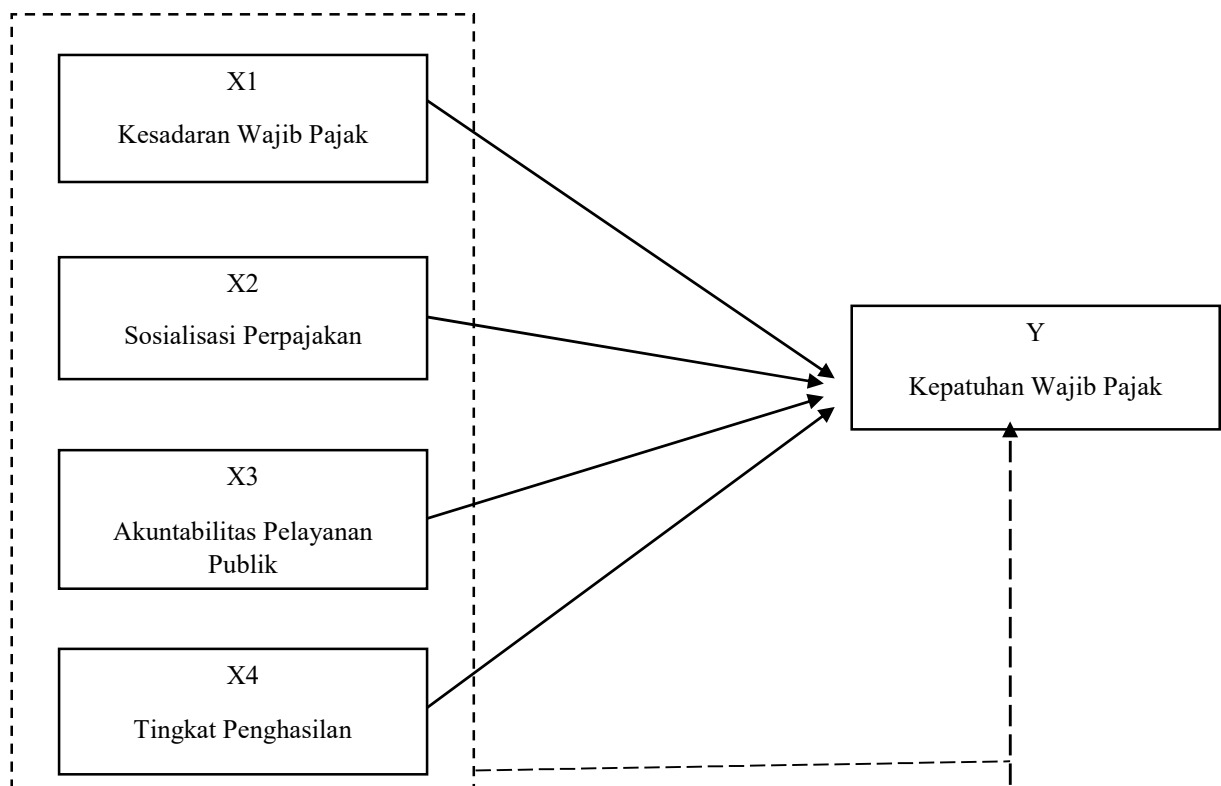 X1
Kesadaran Wajib Pajak
X2
Sosialisasi Perpajakan
X3
Akuntabilitas Pelayanan
Publik
X4
Tingkat Penghasilan
Y
Kepatuhan Wajib Pajak